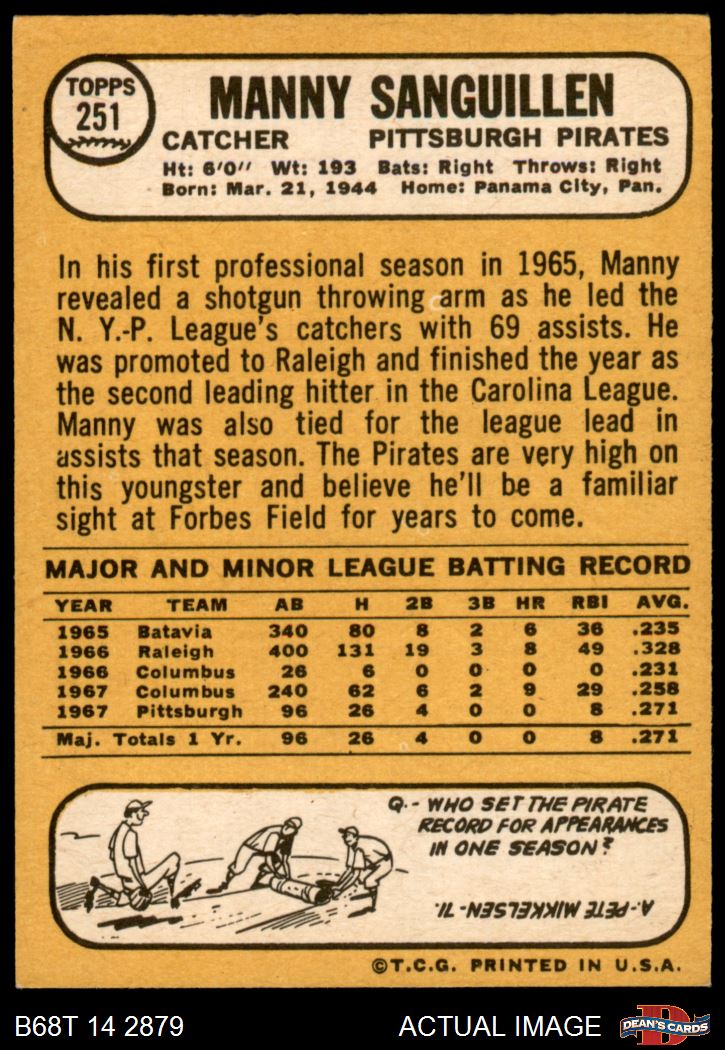 TOPPS
251
MANNY SANGUILLEN
CATCHER PITTSBURGH PIRATES
Ht: 6'0" Wt: 193 Bats: Right Throws: Right
Born: Mar. 21, 1944 Home: Panama City, Pan.
In his first professional season in 1965, Manny
revealed a shotgun throwing arm as he led the
N. Y.-P. League's catchers with 69 assists. He
was promoted to Raleigh and finished the year as
the second leading hitter in the Carolina League.
Manny was also tied for the league lead in
assists that season. The Pirates are very high on
this youngster and believe he'll be a familiar
sight at Forbes Field for years to come.
MAJOR AND MINOR LEAGUE BATTING RECORD
YEAR TEAM AB H 2B 3B HR RBI AVG.
1965 Batavia 340 80 8 2 6 36 .235
1966 Raleigh 400 131 19 3 8 49 .328
1966 Columbus 26 6 0 0 0 0 .231
1967 Columbus 240 62 6 2 9 29 .258
1967 Pittsburgh 96 26 4 0 0 8 .271
Maj. Totals 1 Yr. 96 26 4 0 0 8 .271
Q.- WHO SET THE PIRATE
RECORD FOR APPEARANCES
IN ONE SEASON?
A.- PETE MIKKELSEN - 71.
©T.C.G. PRINTED IN U.S.A.
B68T 14 2879 ACTUAL IMAGE
D
DEAN'S CARDS